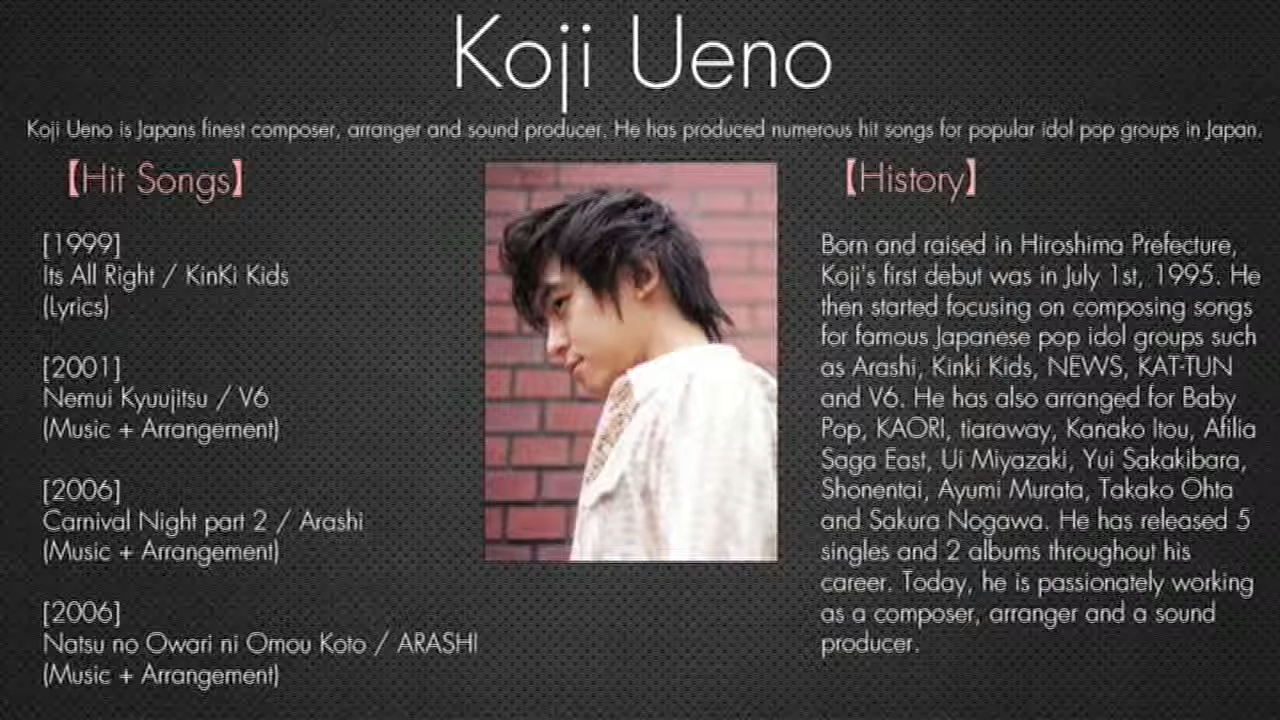 Koji Ueno
Koji Ueno is Japans finest composer, arranger and sound producer. He has produced numerous hit songs for popular idol pop groups in Japan.
【Hit Songs】
[1999]
Its All Right / KinKi Kids
(Lyrics)
[2001]
Nemui Kyuujitsu / V6
(Music + Arrangement)
[2006]
Carnival Night part 2 / Arashi
(Music + Arrangement)
[2006]
Natsu no Owari ni Omou Koto / ARASHI
(Music + Arrangement)
【History】
Born and raised in Hiroshima Prefecture,
Koji's first debut was in July 1st, 1995. He
then started focusing on composing songs
for famous Japanese pop idol groups such
as Arashi, Kinki Kids, NEWS, KAT-TUN
and V6. He has also arranged for Baby
Pop, KAORI, tiaraway, Kanako Itou, Afilia
Saga East, Ui Miyazaki, Yui Sakakibara,
Shonentai, Ayumi Murata, Takako Ohta
and Sakura Nogawa. He has released 5
singles and 2 albums throughout his
career. Today, he is passionately working
as a composer, arranger and a sound
producer.